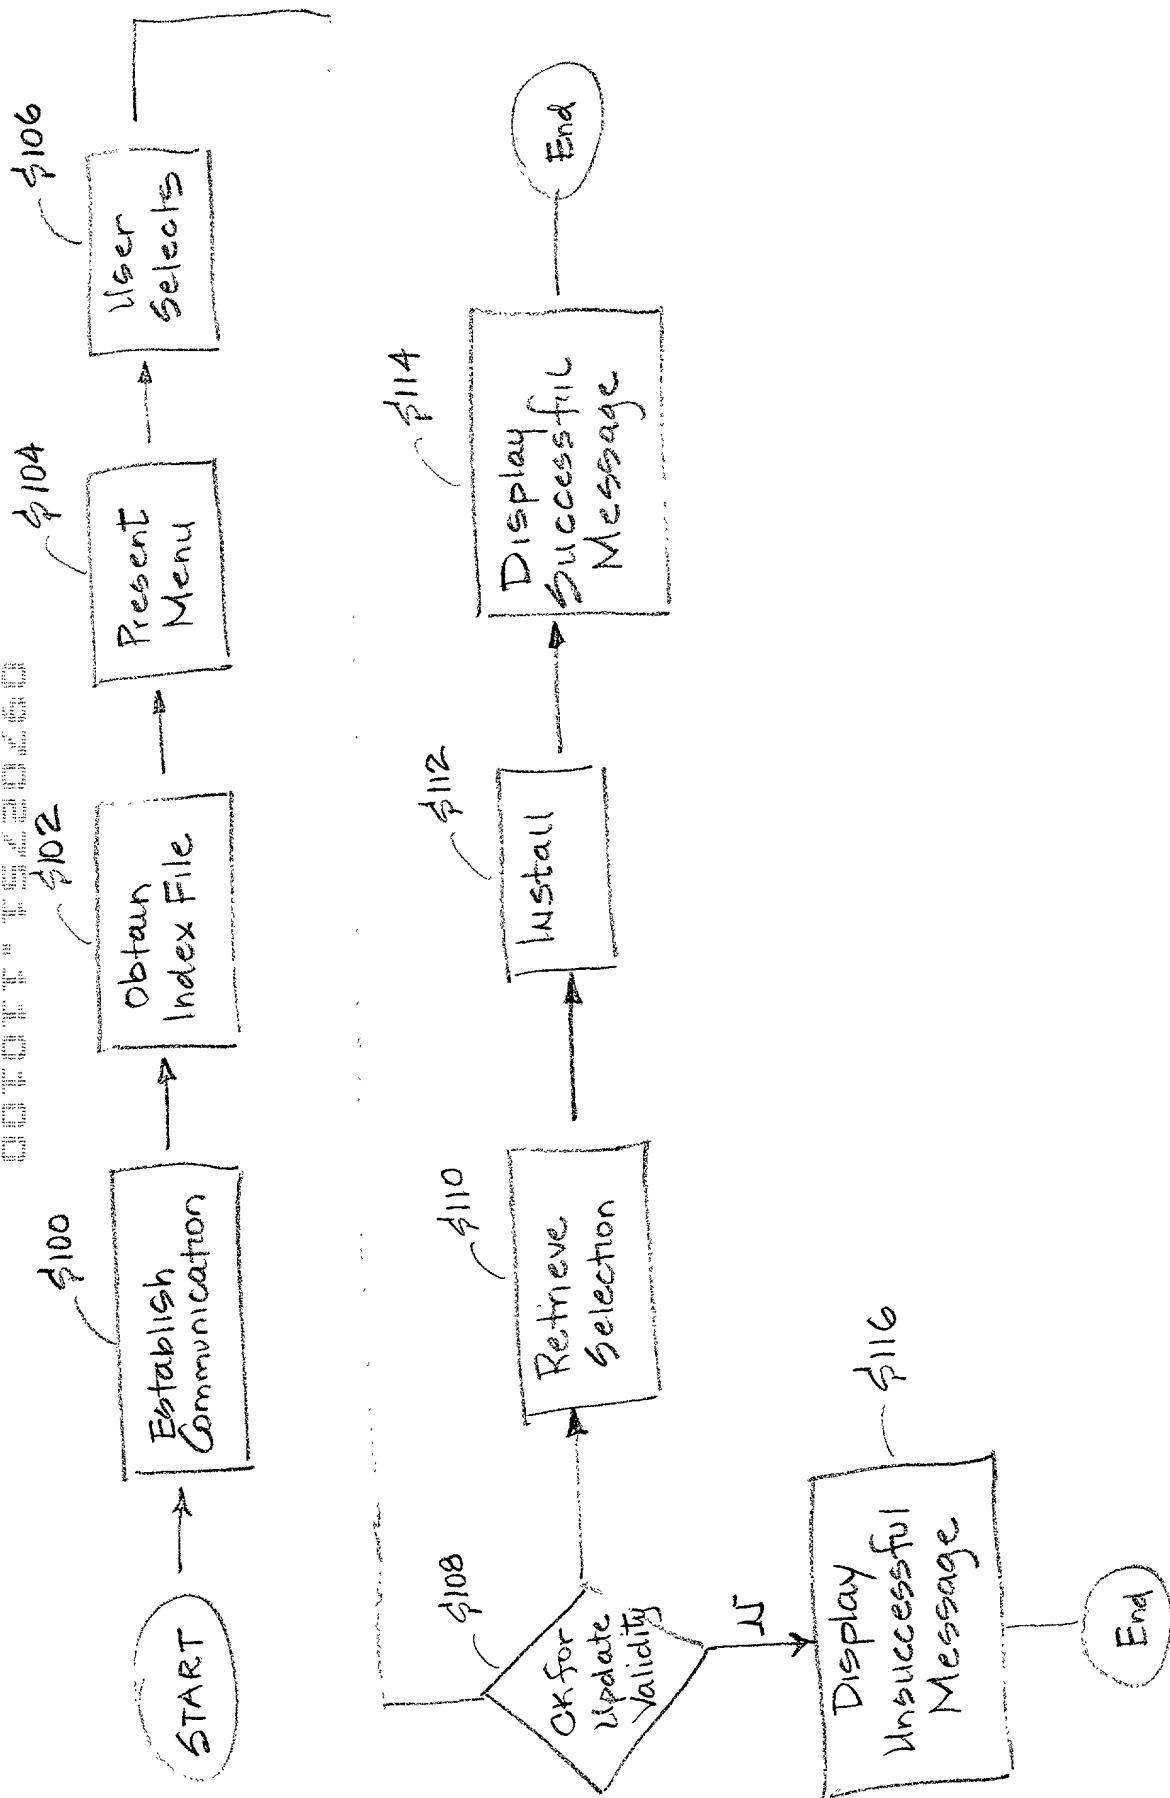 START
Establish
Communication
S100
Obtain
Index File
S102
Present
Menu
S104
User
Selects
S106
CK for
Update
Validity
S108
N
Retrieve
Selection
S110
Install
S112
Display
Successful
Message
S114
End
Display
Unsuccessful
Message
S116
End